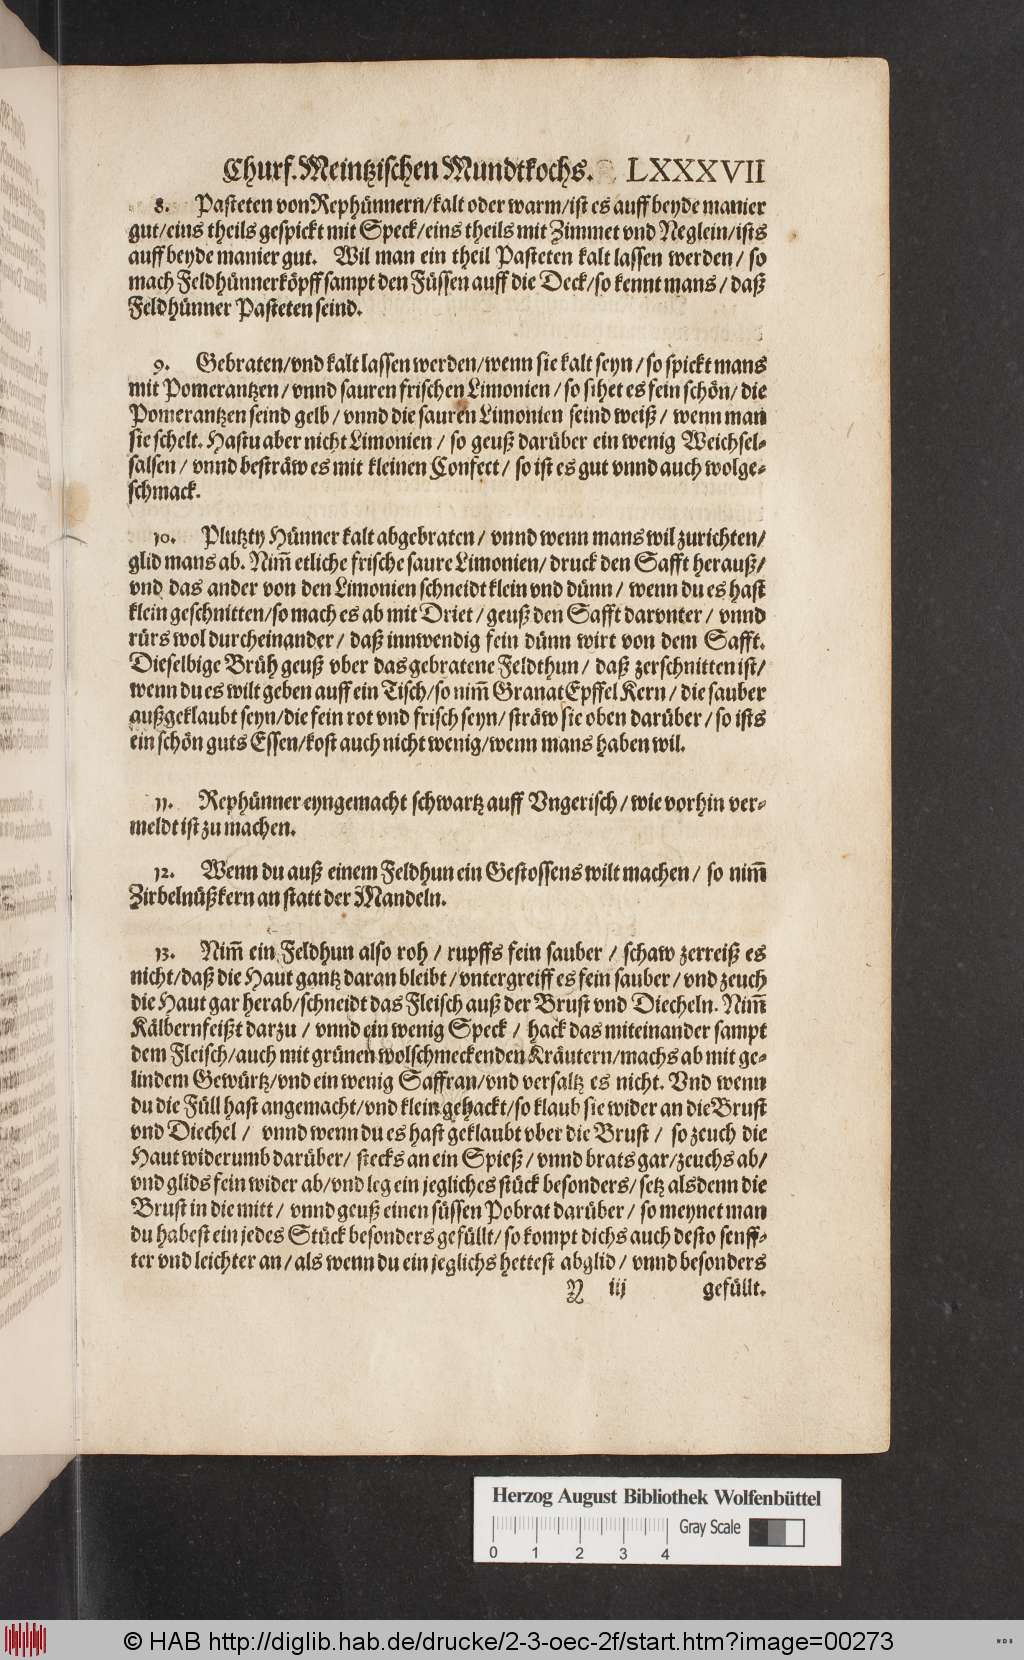 Churf. Meintzischen Mundtkochs. LXXXVII
8. Pasteten von Rephünnern/kalt oder warm/ist es auff beyde manier
gut/eins theils gespickt mit Speck/eins theils mit Zimmet vnd Neglein/ists
auff beyde manier gut. Wil man ein theil Pasteten kalt lassen werden/ so
mach Feldhünnerköpff sampt den Füssen auff die Deck/so kennt mans/ daß
Feldhünner Pasteten seind.
9. Gebraten/vnd kalt lassen werden/wenn sie kalt seyn/ so spickt mans
mit Pomerantzen/ vnnd sauren frischen Limonien/ so sihet es fein schön/ die
Pomerantzen seind gelb/ vnnd die sauren Limonien seind weiß/ wenn man
sie schelt. Hastu aber nicht Limonien/ so geuß darüber ein wenig Weichsel-
salsen/ vnnd besträw es mit kleinen Confect/ so ist es gut vnnd auch wolge-
schmack.
10. Plutzty Hünner kalt abgebraten/ vnnd wenn mans wil zurichten/
glid mans ab. Nim̃ etliche frische saure Limonien/ druck den Safft herauß/
vnd das ander von den Limonien schneidt klein vnd dünn/ wenn du es hast
klein geschnitten/so mach es ab mit Driet/ geuß den Safft darvnter/ vnnd
rürs wol durcheinander/ daß innwendig fein dünn wirt von dem Safft.
Dieselbige Brüh geuß vber das gebratene Feldthun/ daß zerschnitten ist/
wenn du es wilt geben auff ein Tisch/so nim̃ Granat Epffel Kern/ die sauber
außgeklaubt seyn/die fein rot vnd frisch seyn/ sträw sie oben darüber/ so ists
ein schön guts Essen/kost auch nicht wenig/wenn mans haben wil.
11. Rephünner eyngemacht schwartz auff Vngerisch/ wie vorhin ver-
meldt ist zu machen.
12. Wenn du auß einem Feldhun ein Gestossens wilt machen/ so nim̃
Zirbelnüßkern an statt der Mandeln.
13. Nim̃ ein Feldhun also roh/ rupffs fein sauber/ schaw zerreiß es
nicht/daß die Haut gantz daran bleibt/ vntergreiff es fein sauber/ vnd zeuch
die Haut gar herab/schneidt das Fleisch auß der Brust vnd Diecheln. Nim̃
Kälbernfeißt darzu/ vnnd ein wenig Speck/ hack das miteinander sampt
dem Fleisch/auch mit grünen wolschmeckenden Kräutern/machs ab mit ge-
lindem Gewürtz/vnd ein wenig Saffran/vnd versaltz es nicht. Vnd wenn
du die Füll hast angemacht/vnd klein gehackt/so klaub sie wider an die Brust
vnd Diechel/ vnnd wenn du es hast geklaubt vber die Brust/ so zeuch die
Haut widerumb darüber/ stecks an ein Spieß/ vnnd brats gar/zeuchs ab/
vnd glids fein wider ab/vnd leg ein jegliches stück besonders/ setz alsdenn die
Brust in die mitt/ vnnd geuß einen süssen Pobrat darüber/ so meynet man
du habest ein jedes Stück besonders gefüllt/ so kompt dichs auch desto senff-
ter vnd leichter an/ als wenn du ein jeglichs hettest abglid/ vnnd besonders
Y iij gefüllt.
Herzog August Bibliothek Wolfenbüttel
Gray Scale
0 1 2 3 4
© HAB http://diglib.hab.de/drucke/2-3-oec-2f/start.htm?image=00273